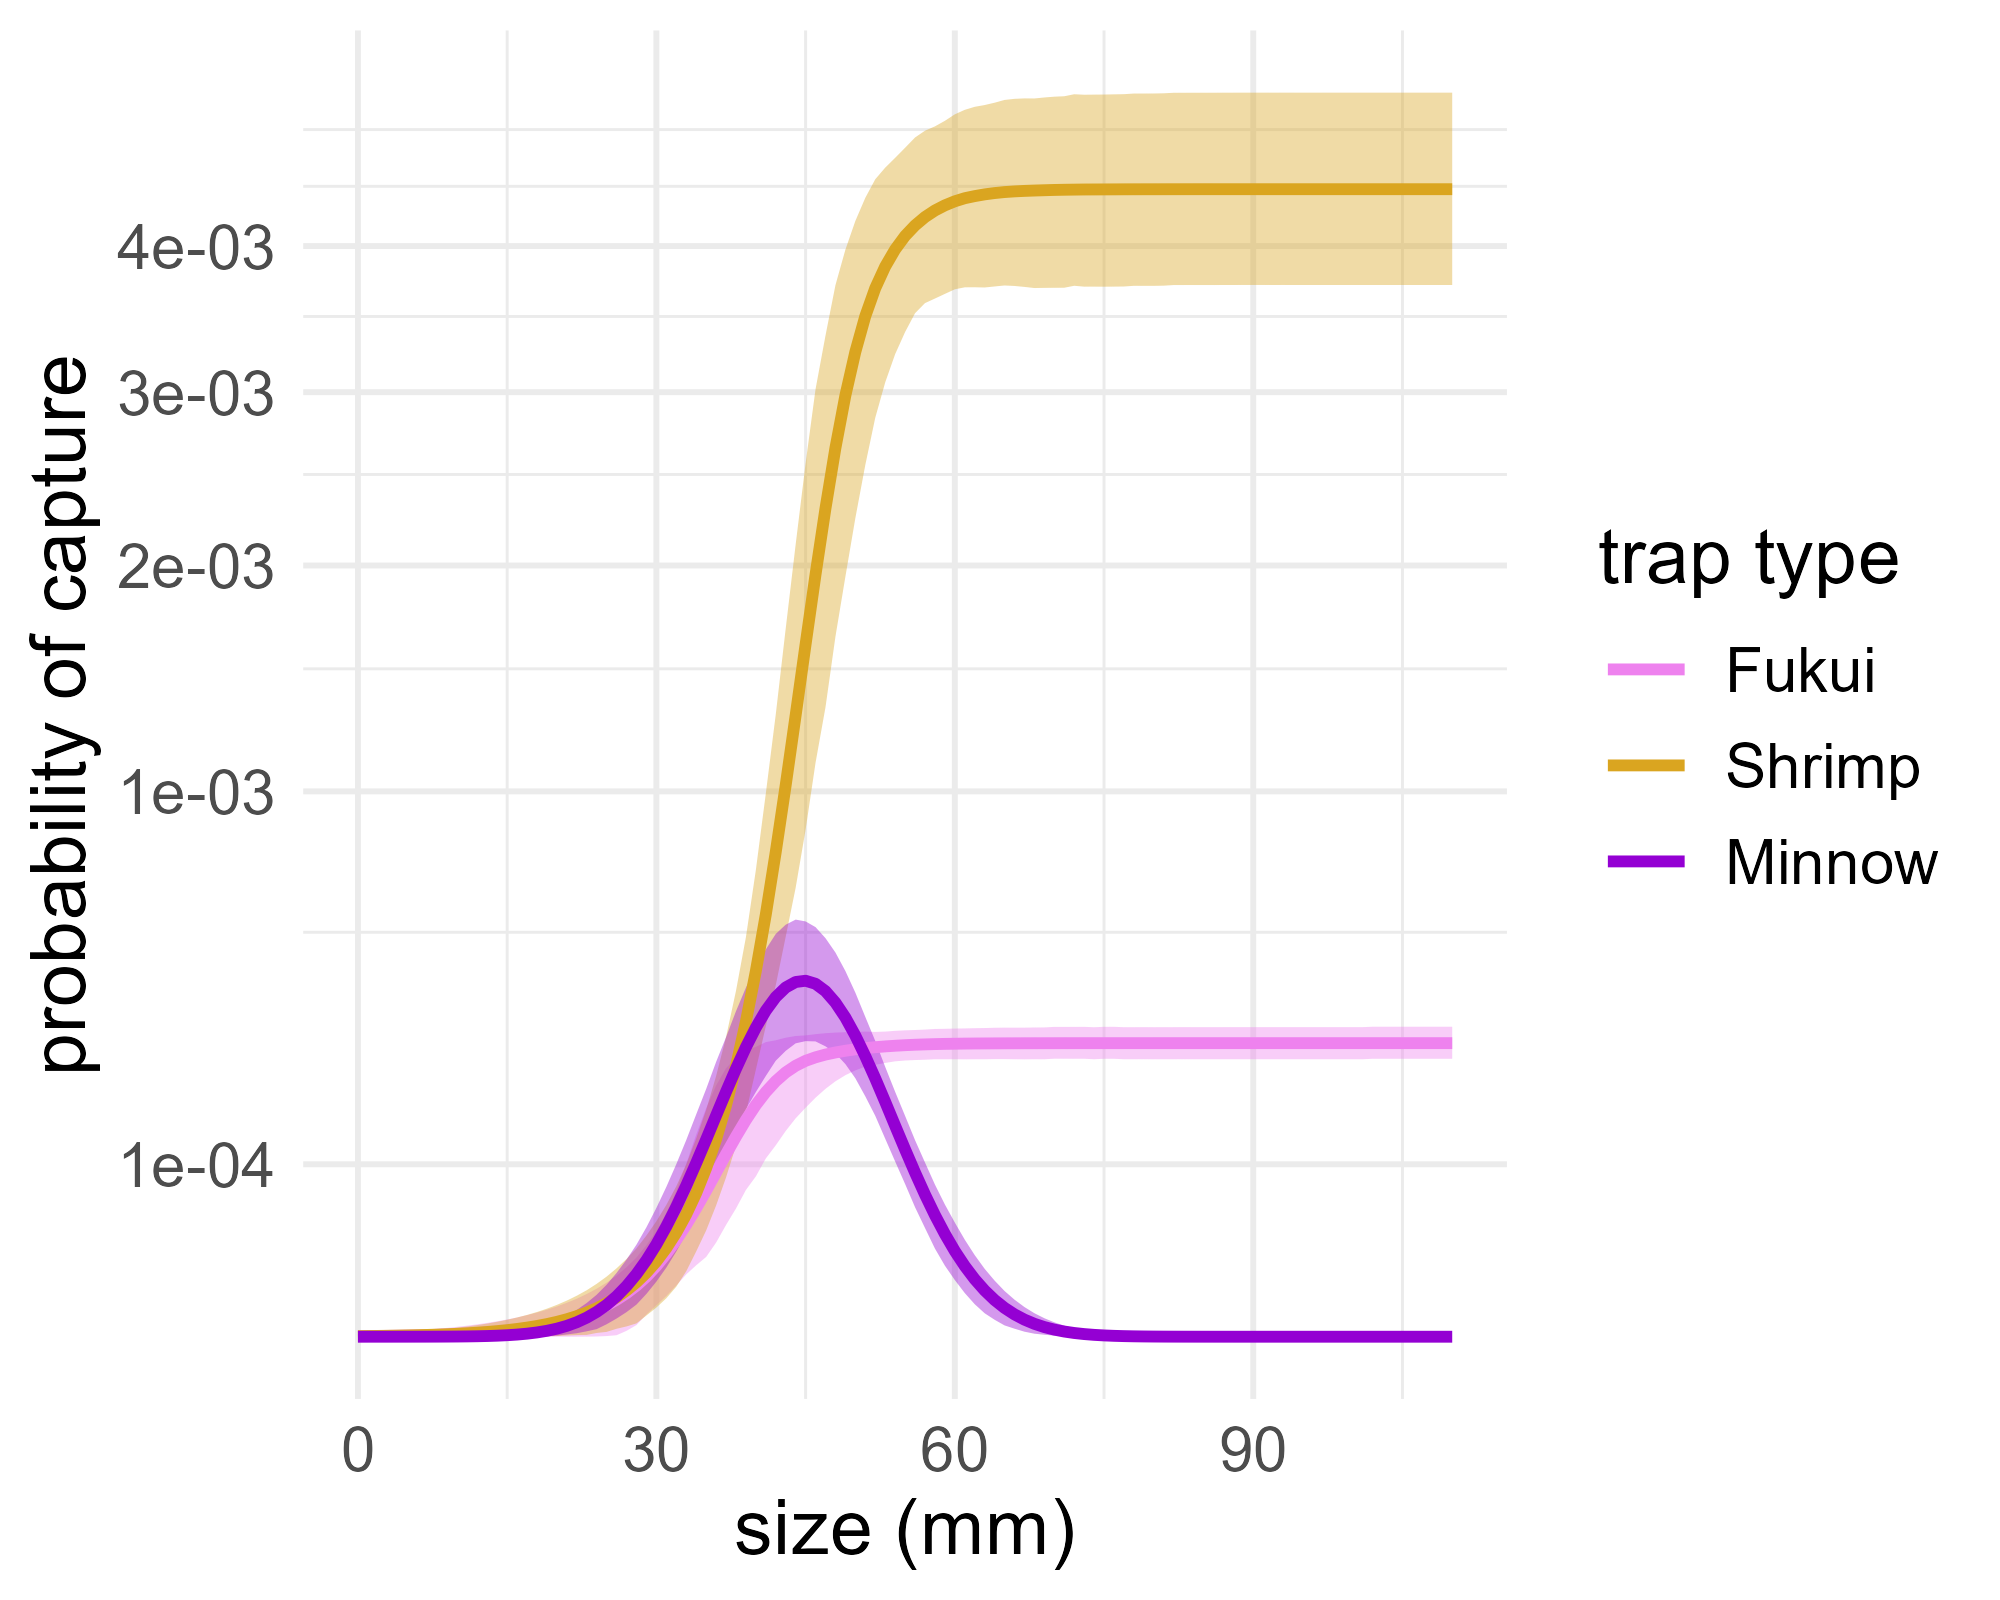 probability of capture
4e-03
3e-03
2e-03
1e-03
1e-04
0 30 60 90
size (mm)
trap type
Fukui
Shrimp
Minnow